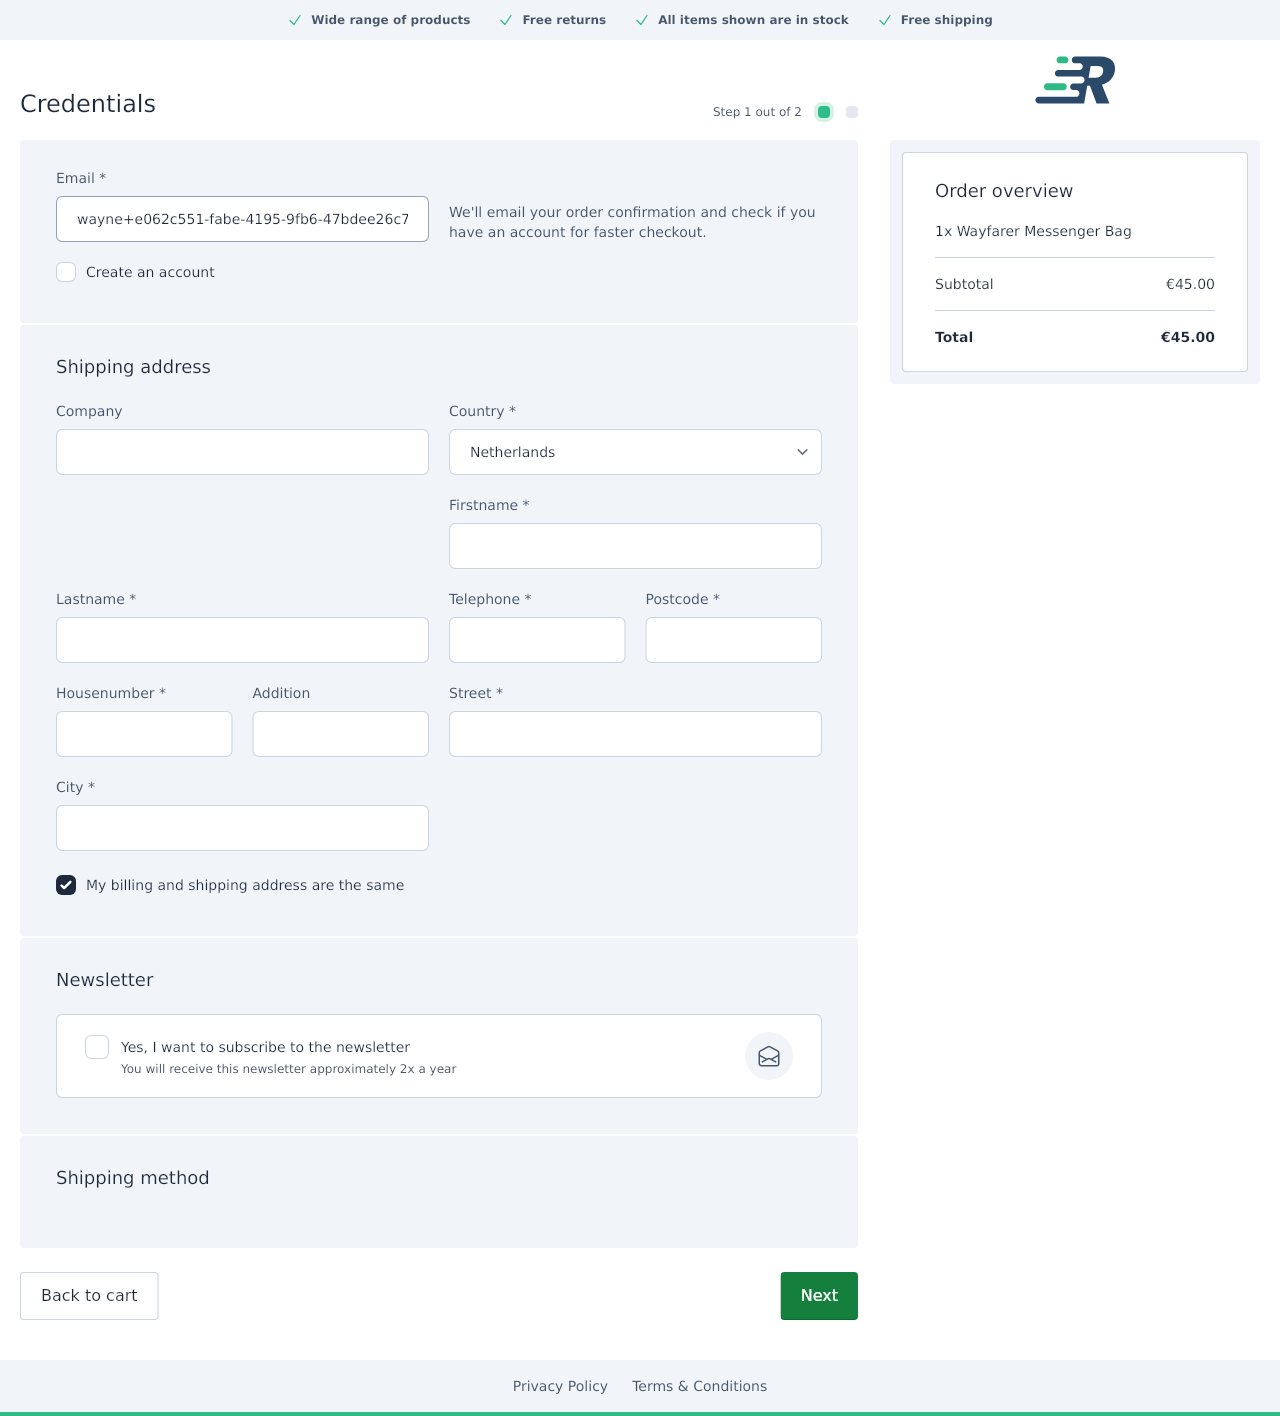 Wide range of products
Free returns
All items shown are in stock
Free shipping
Credentials
Step 1 out of 2
Email *
wayne+e062c551-fabe-4195-9fb6-47bdee26c7
We'll email your order confirmation and check if you
have an account for faster checkout.
Create an account
Shipping address
Company
Country *
Netherlands
Firstname *
Lastname *
Telephone *
Postcode *
Housenumber *
Addition
Street *
City *
My billing and shipping address are the same
Newsletter
Yes, I want to subscribe to the newsletter
You will receive this newsletter approximately 2x a year
Shipping method
Back to cart
Next
R
Order overview
1x Wayfarer Messenger Bag
Subtotal €45.00
Total €45.00
Privacy Policy
Terms & Conditions